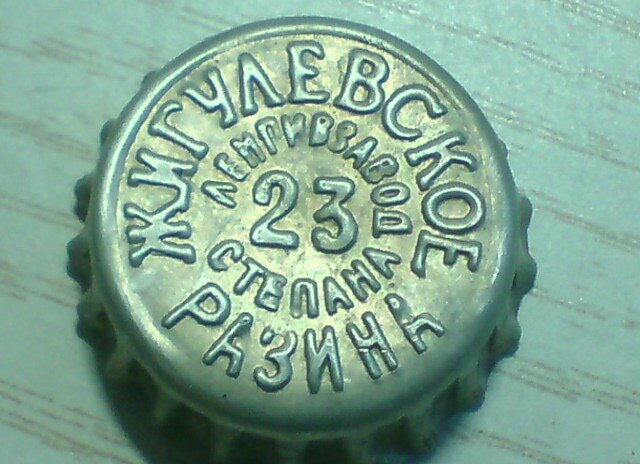 ЖИГУЛЕВСКОЕ
ЛЕНПИВЗАВОД
23
СТЕПАНА
РАЗИНА